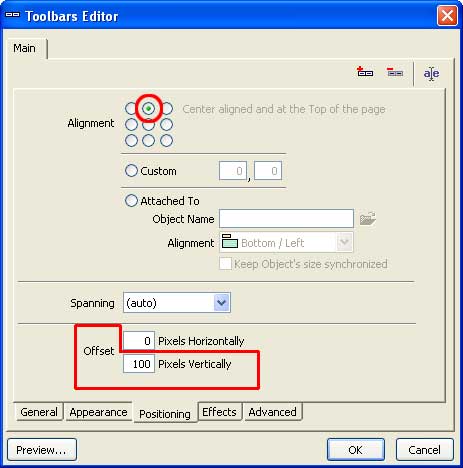 Toolbars Editor
Main
a|e
Alignment
Center aligned and at the Top of the page
Custom
0 , 0
Attached To
Object Name
Alignment
Bottom / Left
Keep Object's size synchronized
Spanning
(auto)
Offset
0 Pixels Horizontally
100 Pixels Vertically
General Appearance Positioning Effects Advanced
Preview... OK Cancel